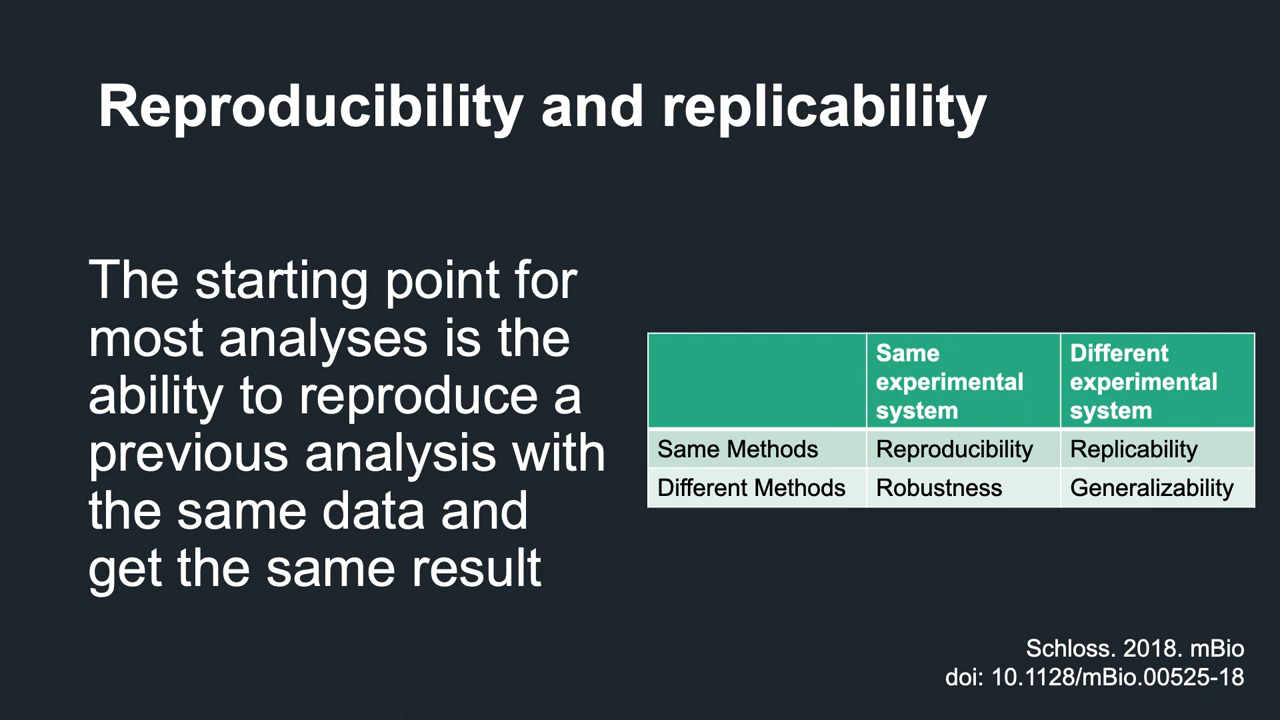 Reproducibility and replicability
The starting point for
most analyses is the
ability to reproduce a
previous analysis with
the same data and
get the same result
Same
experimental
system
Different
experimental
system
Same Methods
Reproducibility
Replicability
Different Methods
Robustness
Generalizability
Schloss. 2018. mBio
doi: 10.1128/mBio.00525-18